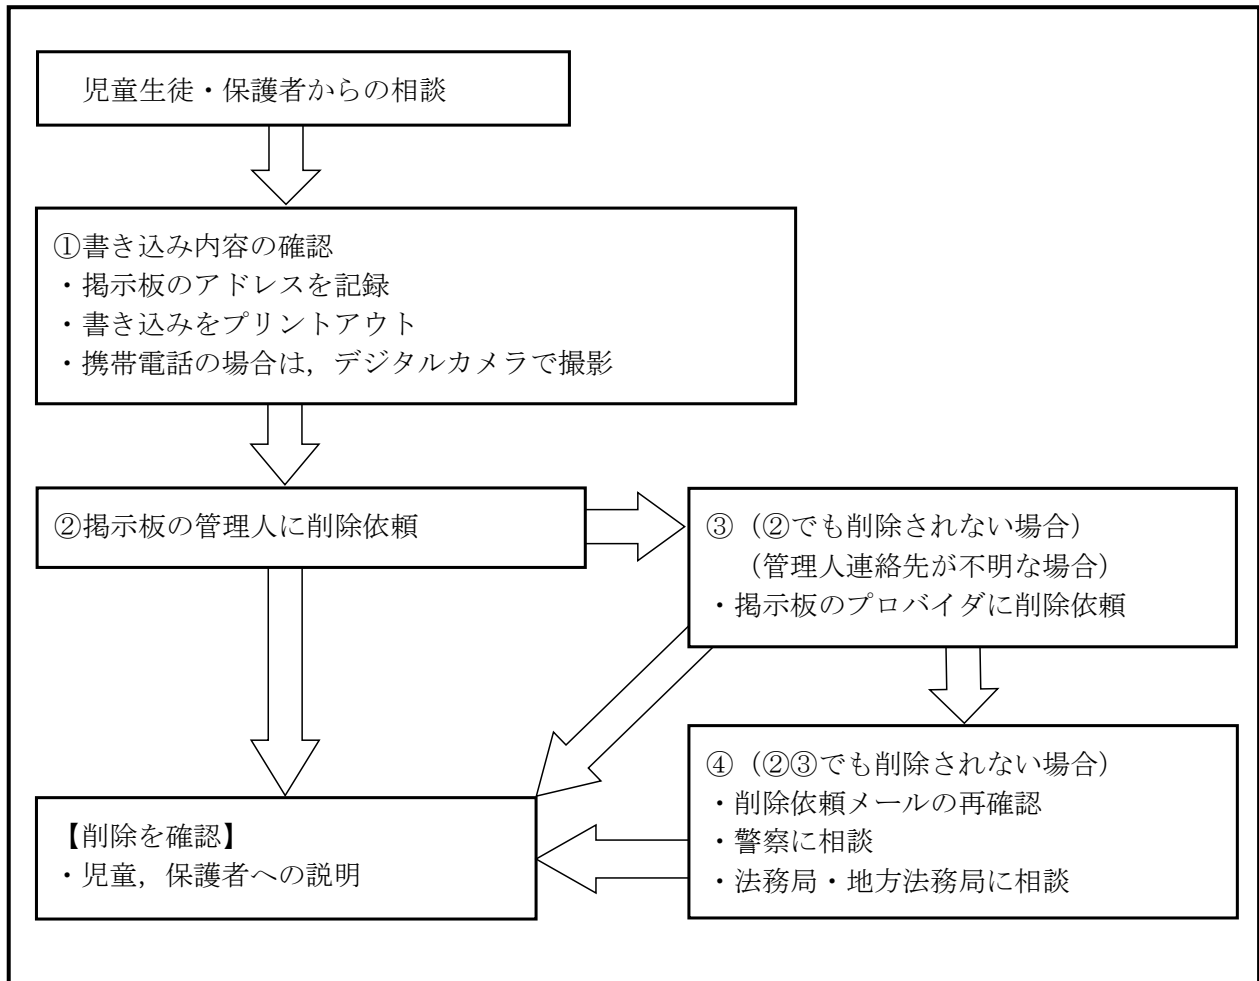 児童生徒・保護者からの相談
①書き込み内容の確認
・掲示板のアドレスを記録
・書き込みをプリントアウト
・携帯電話の場合は，デジタルカメラで撮影
②掲示板の管理人に削除依頼
③（②でも削除されない場合）
（管理人連絡先が不明な場合）
・掲示板のプロバイダに削除依頼
④（②③でも削除されない場合）
・削除依頼メールの再確認
・警察に相談
・法務局・地方法務局に相談
【削除を確認】
・児童，保護者への説明